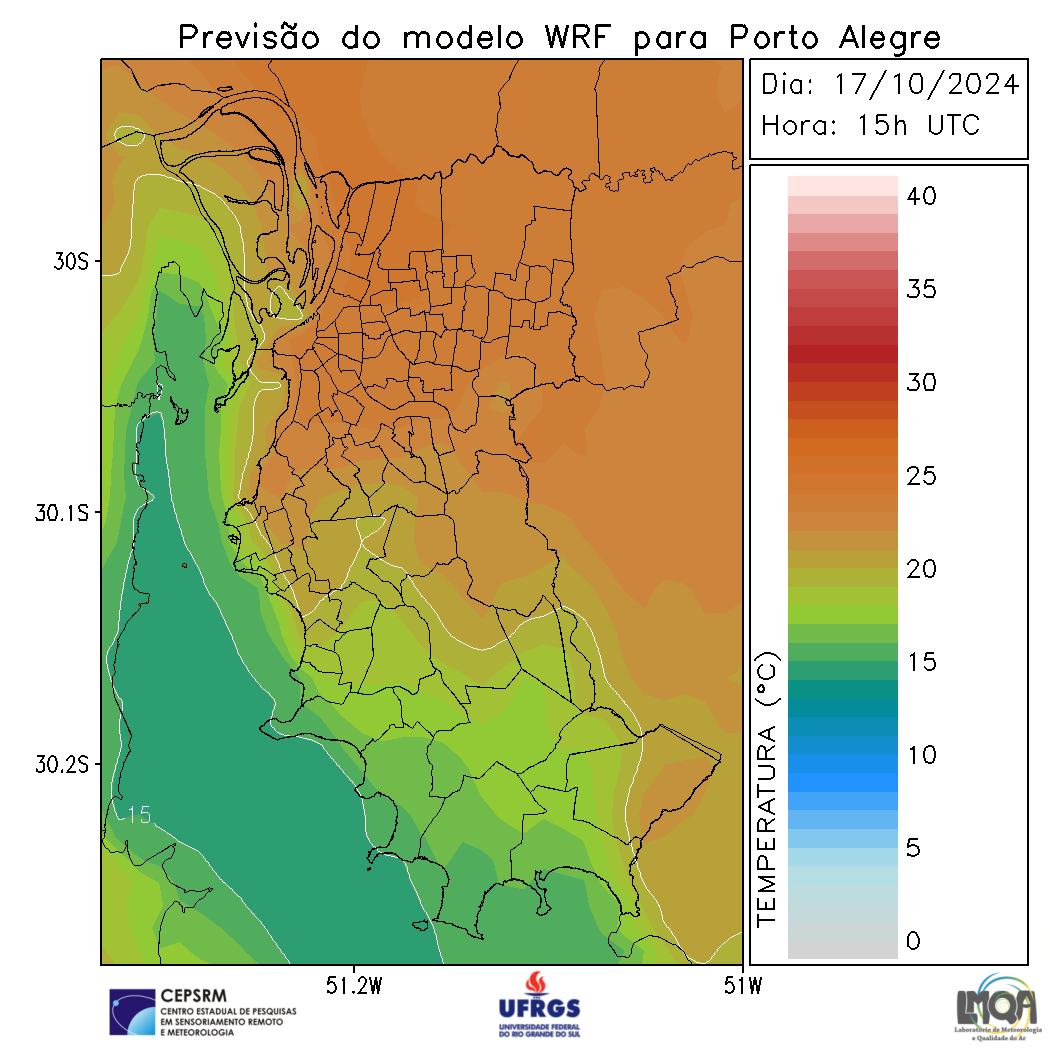 Previsão do modelo WRF para Porto Alegre
Dia: 17/10/2024
Hora: 15h UTC
40
35
30
25
20
15
10
5
0
TEMPERATURA (°C)
30S
30.1S
30.2S
15
51.2W
51W
CEPSRM
CENTRO ESTADUAL DE PESQUISAS
EM SENSORIAMENTO REMOTO
E METEOROLOGIA
UFRGS
UNIVERSIDADE FEDERAL
DO RIO GRANDE DO SUL
LMQA
Laboratório de Meteorologia
e Qualidade do Ar